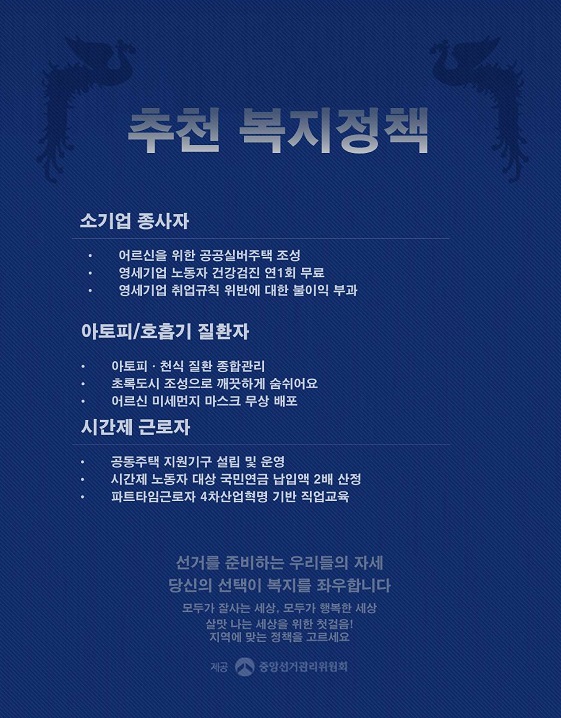 추천 복지정책
소기업 종사자
• 어르신을 위한 공공실버주택 조성
• 영세기업 노동자 건강검진 연1회 무료
• 영세기업 취업규칙 위반에 대한 불이익 부과
아토피/호흡기 질환자
• 아토피 · 천식 질환 종합관리
• 초록도시 조성으로 깨끗하게 숨쉬어요
• 어르신 미세먼지 마스크 무상 배포
시간제 근로자
• 공동주택 지원기구 설립 및 운영
• 시간제 노동자 대상 국민연금 납입액 2배 산정
• 파트타임근로자 4차산업혁명 기반 직업교육
선거를 준비하는 우리들의 자세
당신의 선택이 복지를 좌우합니다
모두가 잘사는 세상, 모두가 행복한 세상
살맛 나는 세상을 위한 첫걸음!
지역에 맞는 정책을 고르세요
제공 중앙선거관리위원회